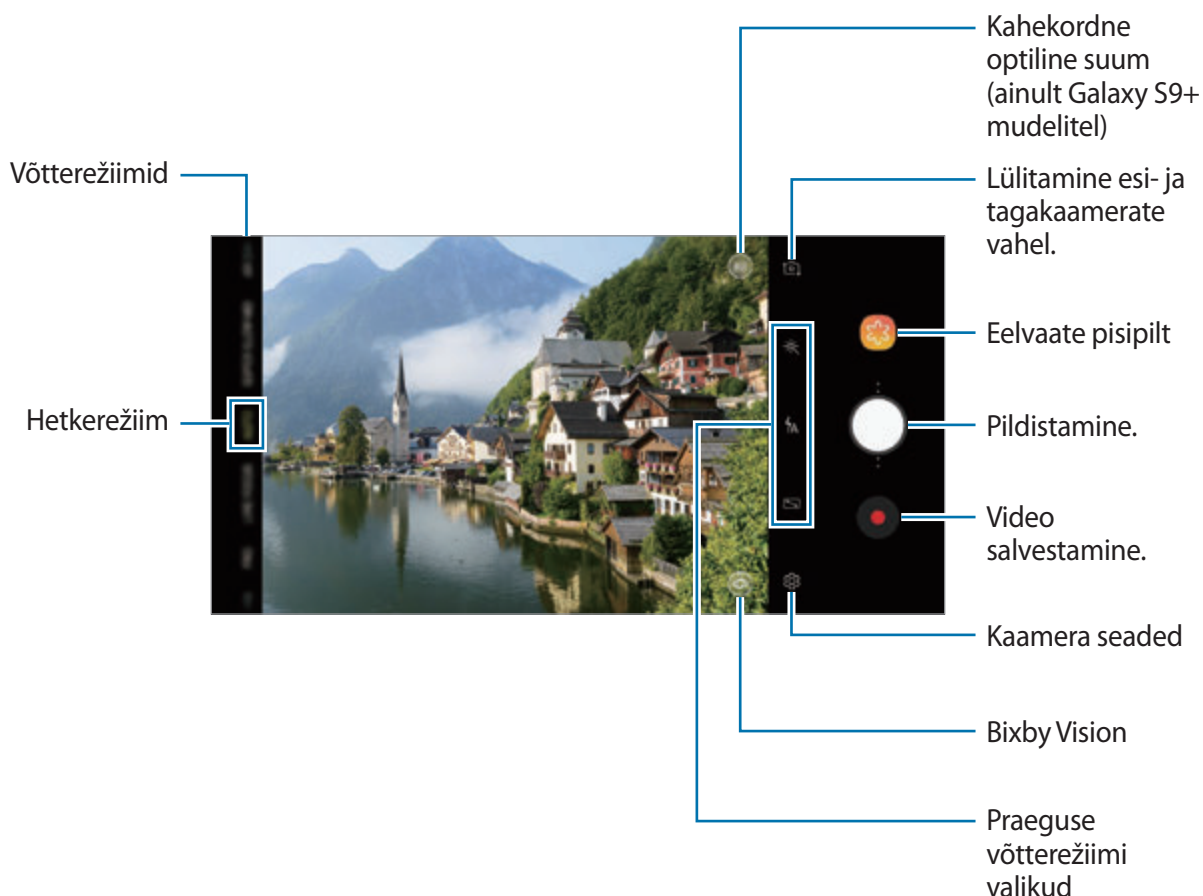 Kahekordne
optiline suum
(ainult Galaxy S9+
mudelitel)
Võtterežiimid
Lülitamine esi- ja
tagakaamerate
vahel.
Eelvaate pisipilt
Hetkerežiim
Pildistamine.
Video
salvestamine.
Kaamera seaded
Bixby Vision
Praeguse
võtterežiimi
valikud